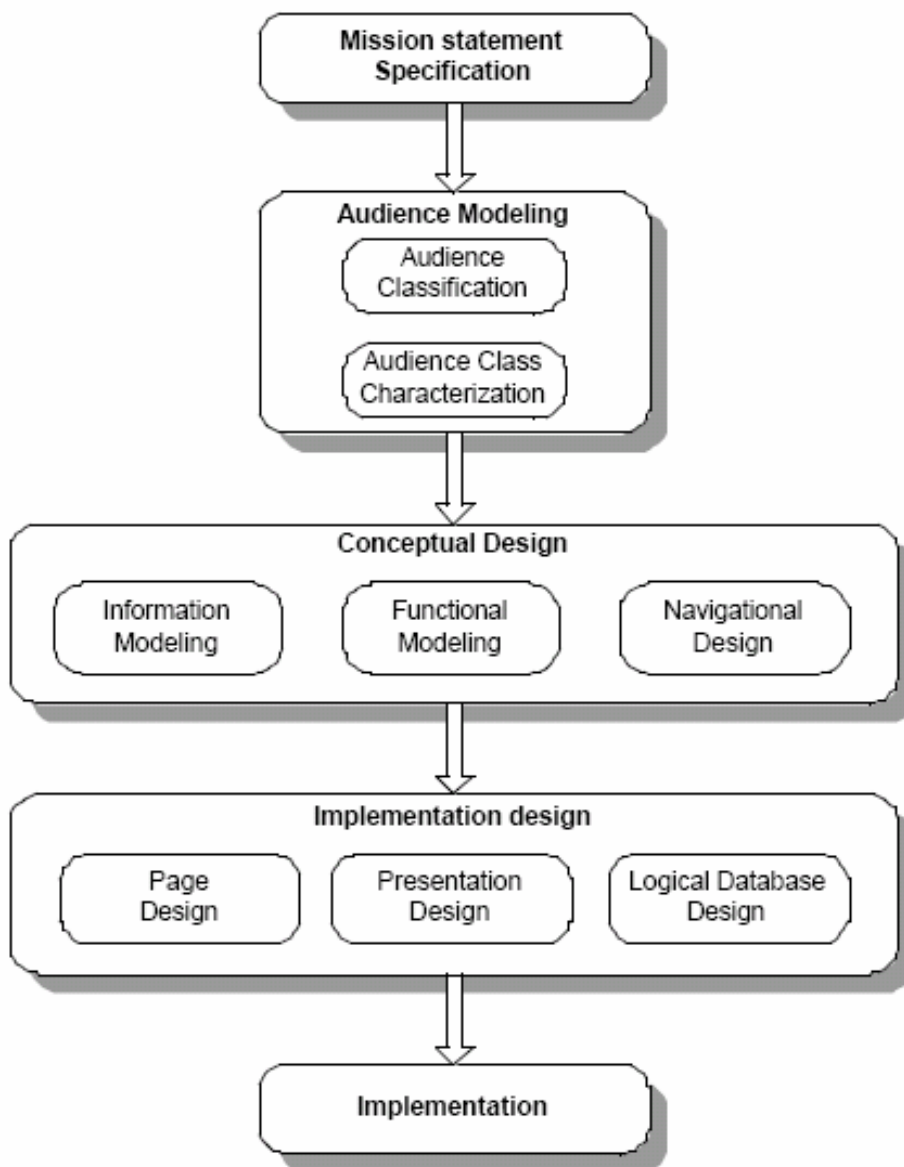 Mission statement
Specification
Audience Modeling
Audience
Classification
Audience Class
Characterization
Conceptual Design
Information
Modeling
Functional
Modeling
Navigational
Design
Implementation design
Page
Design
Presentation
Design
Logical Database
Design
Implementation